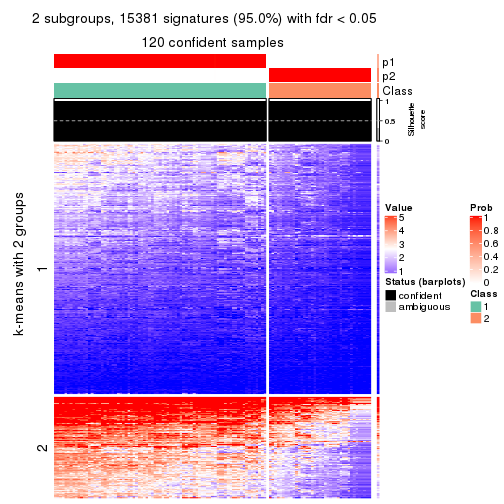 2 subgroups, 15381 signatures (95.0%) with fdr < 0.05
120 confident samples
p1
p2
Class
1
0.5
0
Silhouette
score
k-means with 2 groups
1
2
Value
5
4
3
2
1
Status (barplots)
confident
ambiguous
Prob
1
0.8
0.6
0.4
0.2
0
Class
1
2